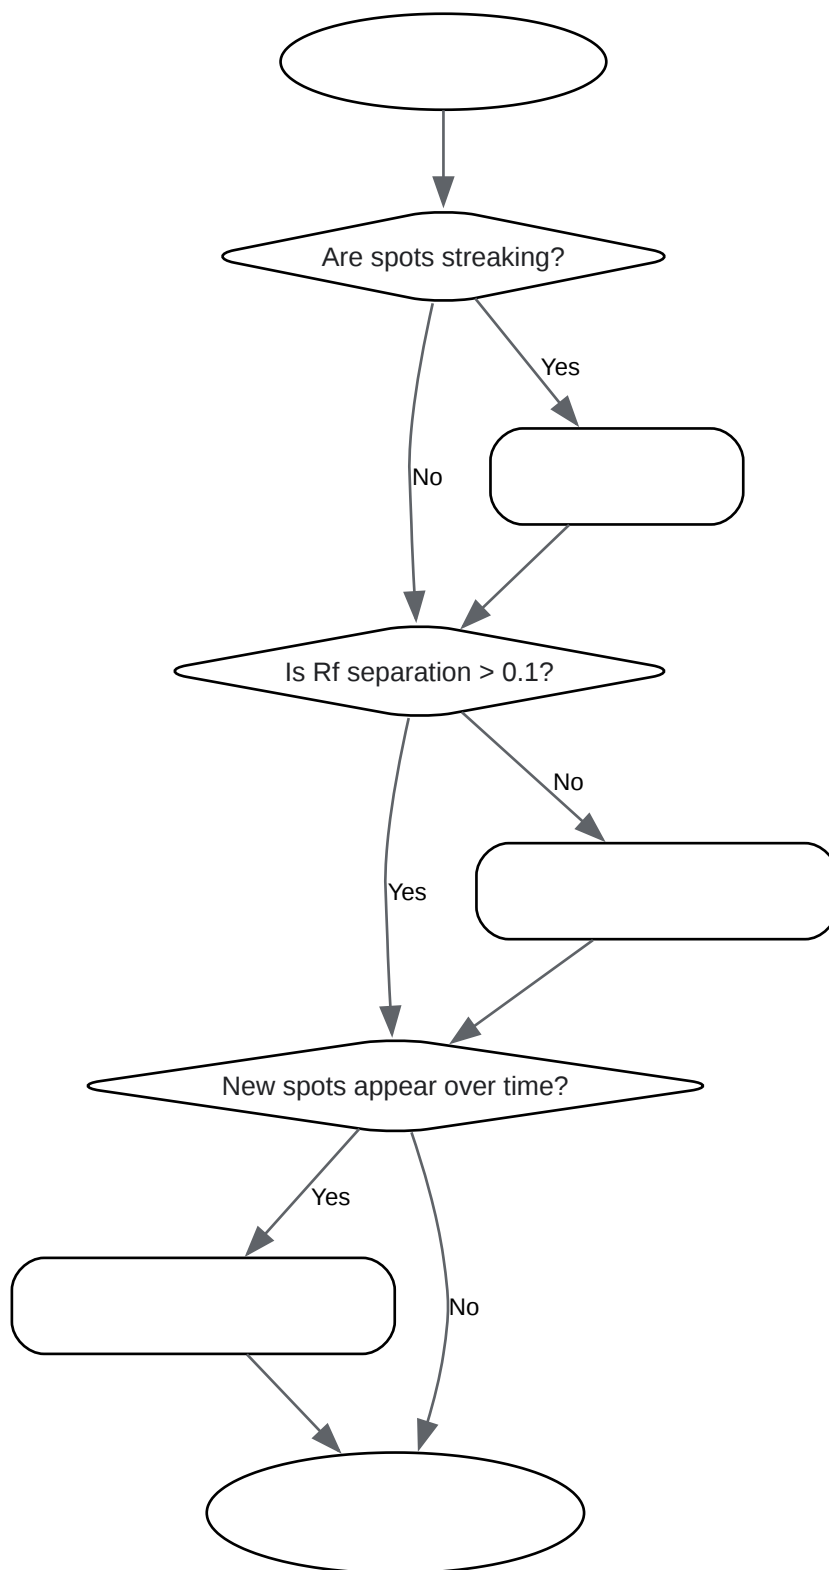 Are spots streaking?
Yes
No
Is Rf separation > 0.1?
No
Yes
New spots appear over time?
Yes
No